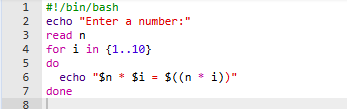 1 #!/bin/bash
2 echo "Enter a number:"
3 read n
4 for i in {1..10}
5 do
6   echo "$n * $i = $((n * i))"
7 done
8